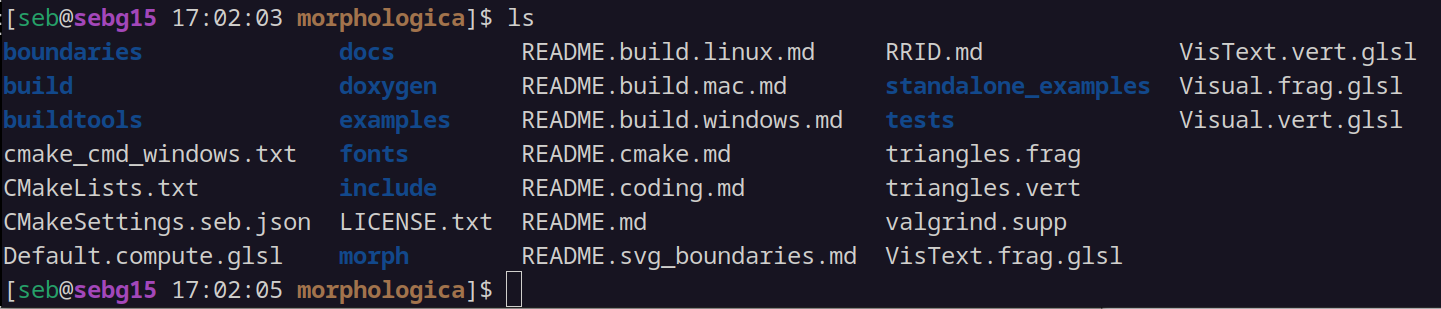 [seb@sebg15 17:02:03 morphologica]$ ls
boundaries docs README.build.linux.md RRID.md VisText.vert.glsl
build doxygen README.build.mac.md standalone_examples Visual.frag.glsl
buildtools examples README.build.windows.md tests Visual.vert.glsl
cmake_cmd_windows.txt fonts README.cmake.md triangles.frag
CMakeLists.txt include README.coding.md triangles.vert
CMakeSettings.seb.json LICENSE.txt README.md valgrind.supp
Default.compute.glsl morph README.svg_boundaries.md VisText.frag.glsl
[seb@sebg15 17:02:05 morphologica]$